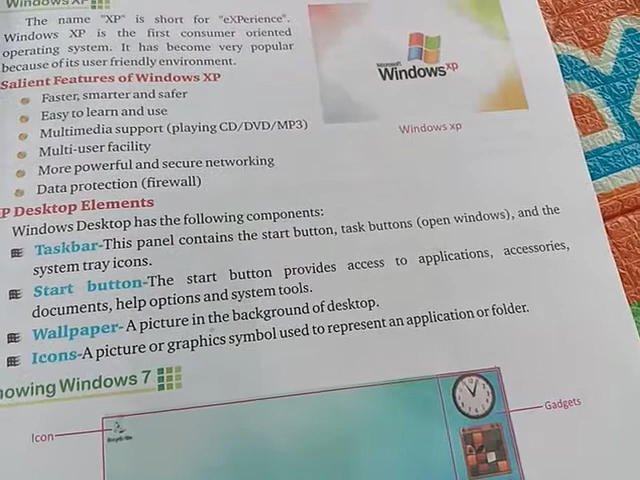 Windows XP
The name "XP" is short for "eXPerience".
Windows XP is the first consumer oriented
operating system. It has become very popular
because of its user friendly environment.
Microsoft
Windows xp
Windows xp
Salient Features of Windows XP
Faster, smarter and safer
Easy to learn and use
Multimedia support (playing CD/DVD/MP3)
Multi-user facility
More powerful and secure networking
Data protection (firewall)
P Desktop Elements
Windows Desktop has the following components:
Taskbar-This panel contains the start button, task buttons (open windows), and the
system tray icons.
Start button-The start button provides access to applications, accessories,
documents, help options and system tools.
Wallpaper- A picture in the background of desktop.
Icons-A picture or graphics symbol used to represent an application or folder.
nowing Windows 7
Icon
Gadgets